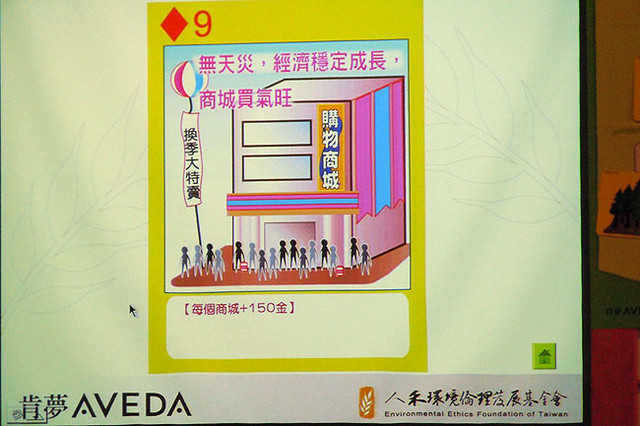 9
無天災，經濟穩定成長，
商城買氣旺
換季大特賣
購物商城
【每個商城+150金】
肯夢 AVEDA
人禾環境倫理發展基金會
Environmental Ethics Foundation of Taiwan